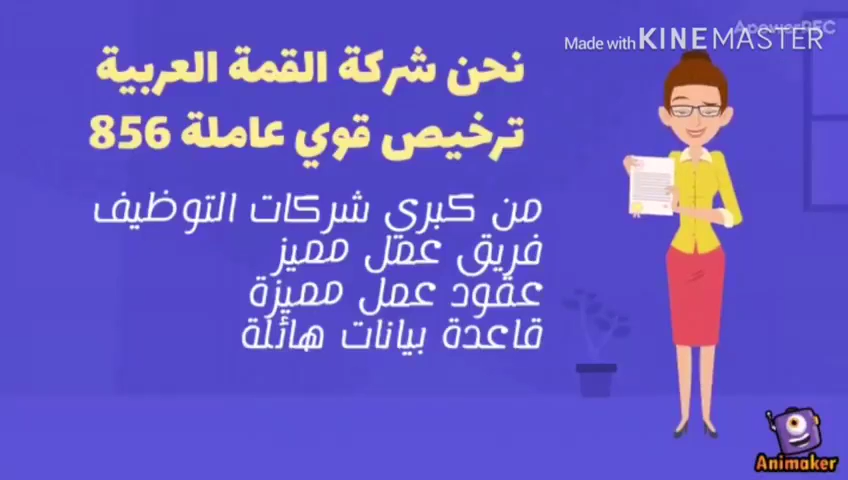 ApowerREC
Made with KINEMASTER
نحن شركة القمة العربية
ترخيص قوي عاملة 856
من كبري شركات التوظيف
فريق عمل مميز
عقود عمل مميزة
قاعدة بيانات هائلة
Animaker